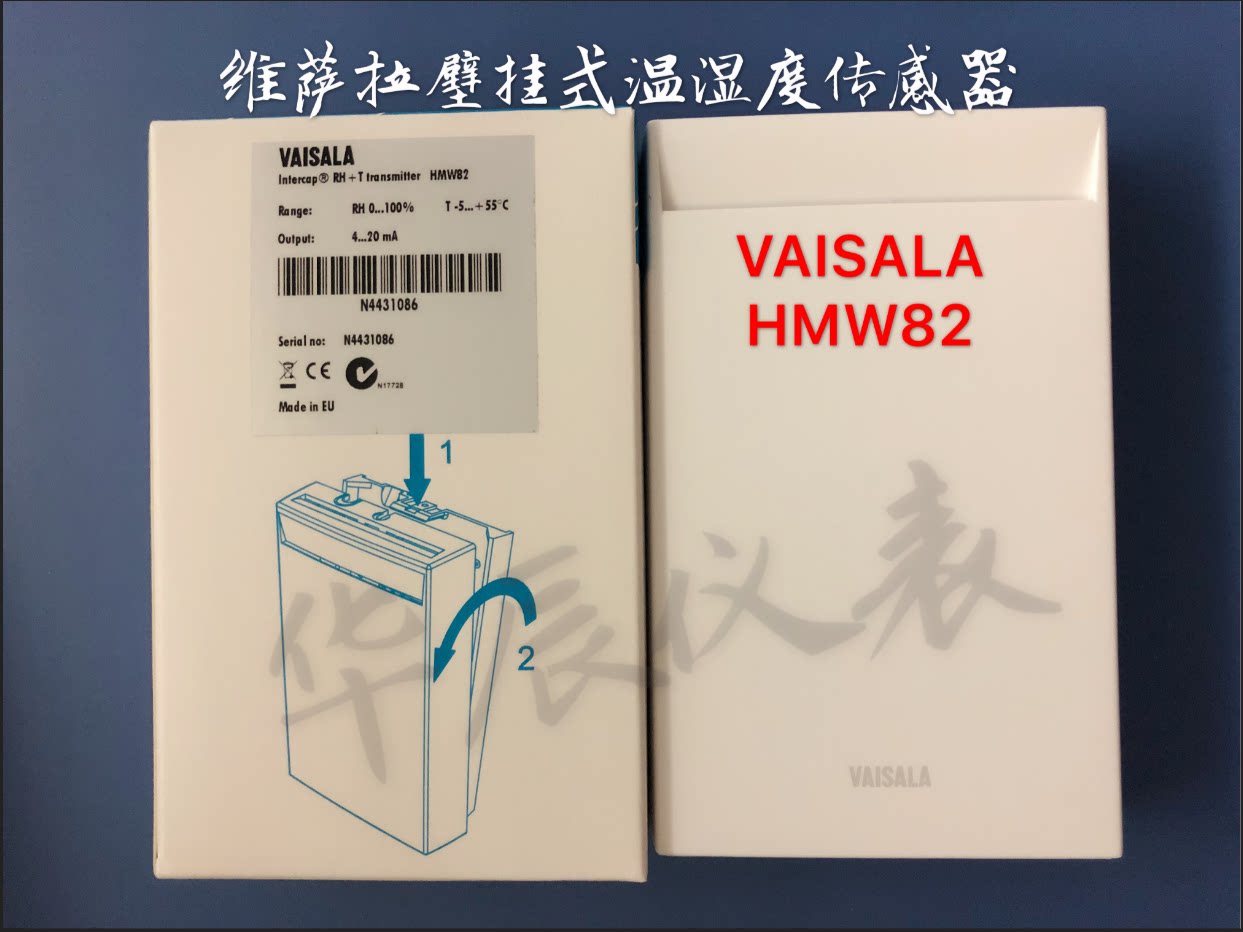 维萨拉壁挂式温湿度传感器
VAISALA
Intercap® RH +T transmitter HMW82
Range: RH 0...100% T -5...+55°C
Output: 4...20 mA
N4431086
Serial no: N4431086
CE
N17728
Made in EU
1
2
VAISALA
HMW82
华辰仪表
VAISALA